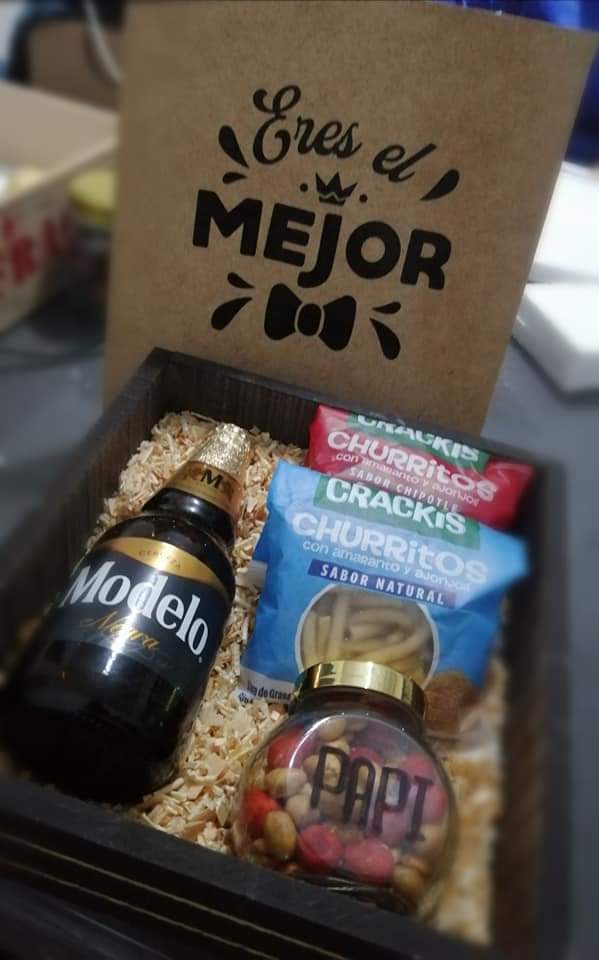 Eres el
MEJOR
CRACKIS
CHURRitOS
con amaranto y ajonjolí
SABOR CHIPOTLE
CRACKIS
CHURRitOS
con amaranto y ajonjolí
SABOR NATURAL
M
CERVEZA
Modelo
Negra
PAPI